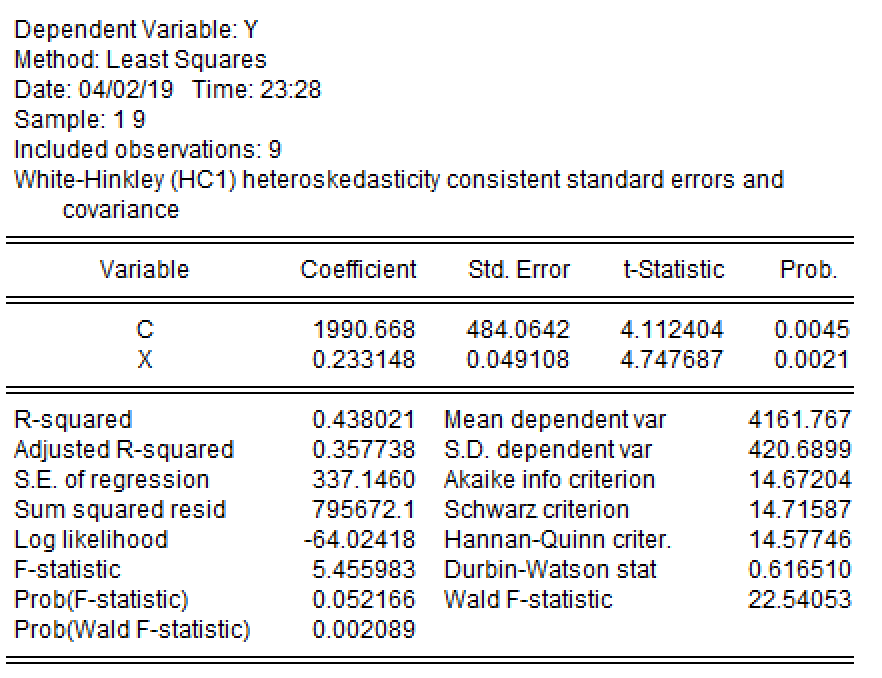 Dependent Variable: Y
Method: Least Squares
Date: 04/02/19 Time: 23:28
Sample: 1 9
Included observations: 9
White-Hinkley (HC1) heteroskedasticity consistent standard errors and
covariance
Variable Coefficient Std. Error t-Statistic Prob.
C 1990.668 484.0642 4.112404 0.0045
X 0.233148 0.049108 4.747687 0.0021
R-squared 0.438021 Mean dependent var 4161.767
Adjusted R-squared 0.357738 S.D. dependent var 420.6899
S.E. of regression 337.1460 Akaike info criterion 14.67204
Sum squared resid 795672.1 Schwarz criterion 14.71587
Log likelihood -64.02418 Hannan-Quinn criter. 14.57746
F-statistic 5.455983 Durbin-Watson stat 0.616510
Prob(F-statistic) 0.052166 Wald F-statistic 22.54053
Prob(Wald F-statistic) 0.002089